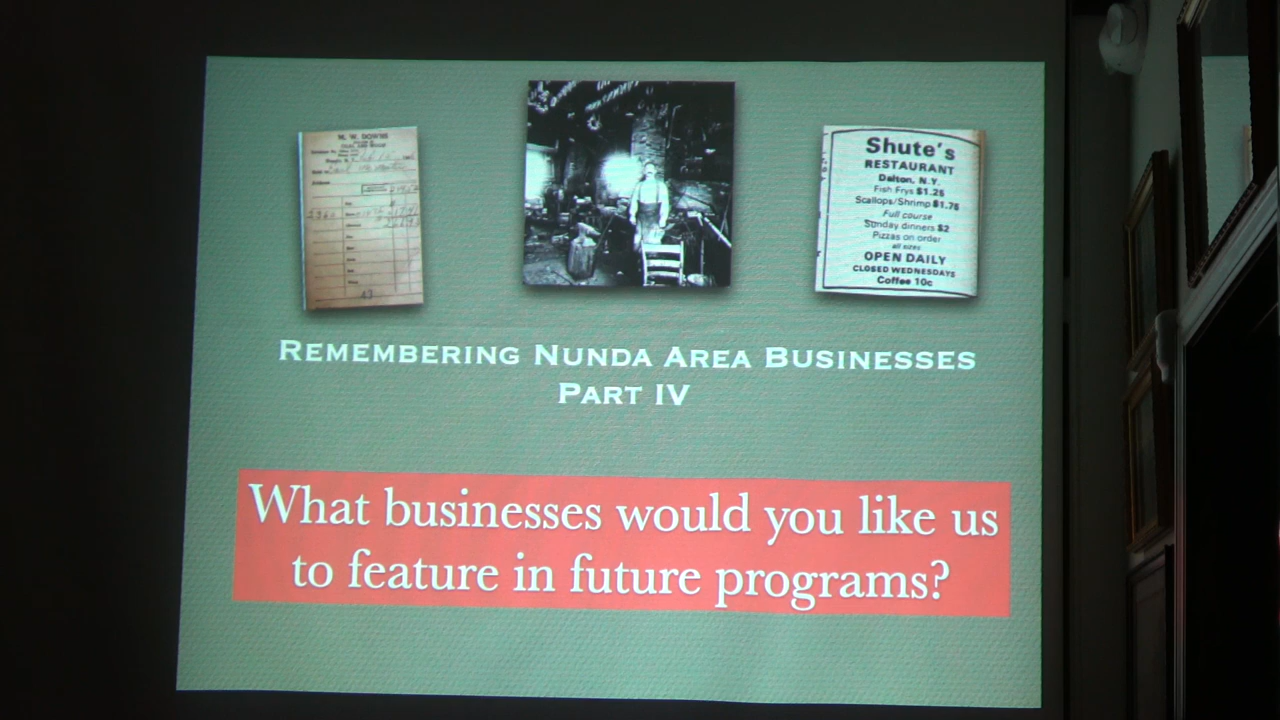 M. W. DOWNS
Shute's
RESTAURANT
Dalton, N.Y.
Fish Frys $1.25
Scallops/Shrimp $1.75
Full course
Sunday dinners $2
Pizzas on order
all sizes
OPEN DAILY
CLOSED WEDNESDAYS
Coffee 10c
REMEMBERING NUNDA AREA BUSINESSES
PART IV
What businesses would you like us
to feature in future programs?